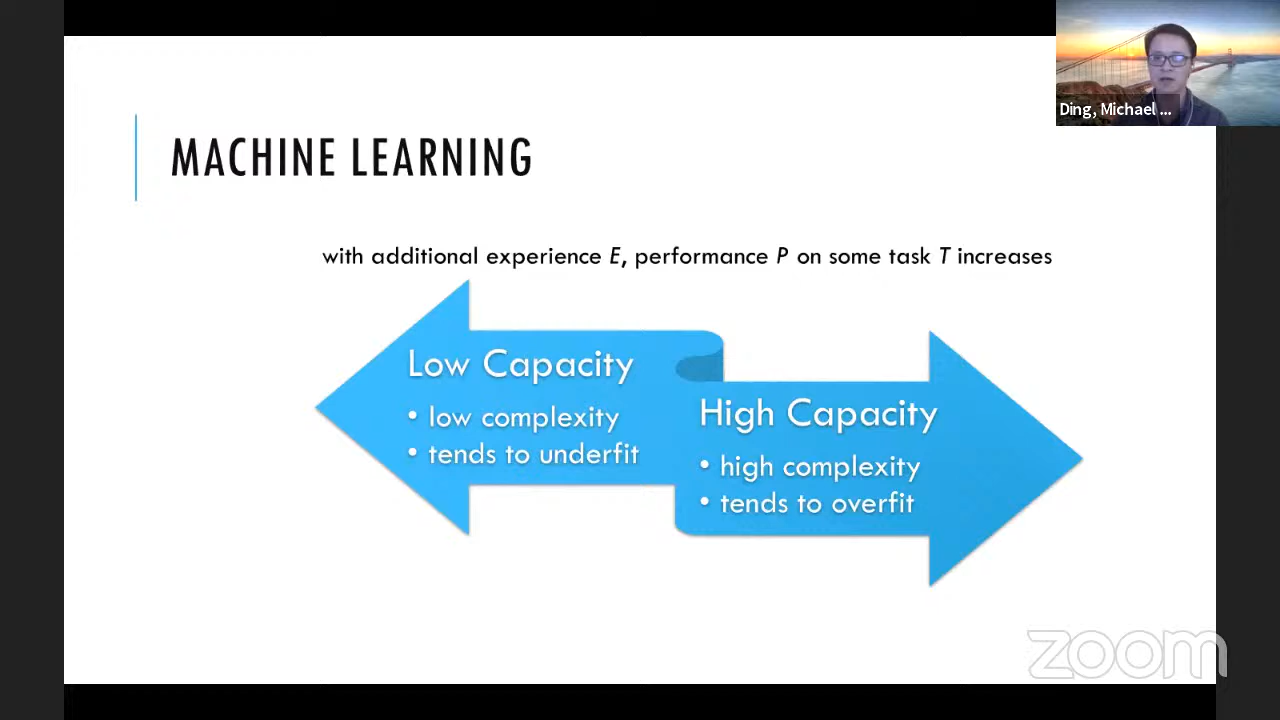 Ding, Michael ...
MACHINE LEARNING
with additional experience E, performance P on some task T increases
Low Capacity
• low complexity
• tends to underfit
High Capacity
• high complexity
• tends to overfit
zoom